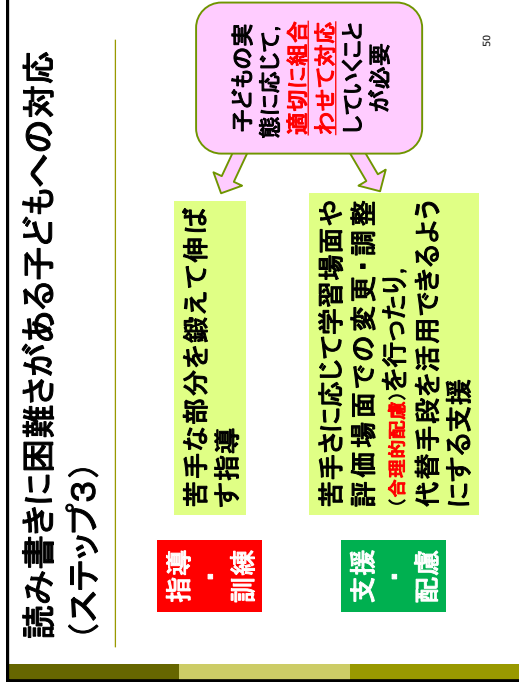 読み書きに困難さがある子どもへの対応
（ステップ３）
指導
・
訓練
苦手な部分を鍛えて伸ば
す指導
支援
・
配慮
苦手さに応じて学習場面や
評価場面での変更・調整
（合理的配慮）を行ったり，
代替手段を活用できるよう
にする支援
子どもの実
態に応じて，
適切に組合
わせて対応
していくこと
が必要
50